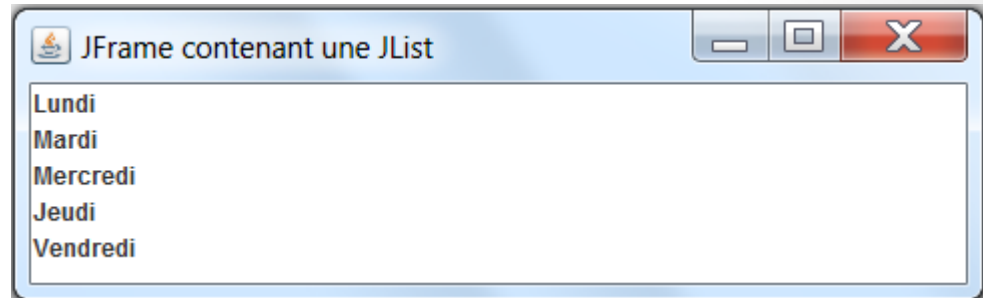 JFrame contenant une JList
Lundi
Mardi
Mercredi
Jeudi
Vendredi